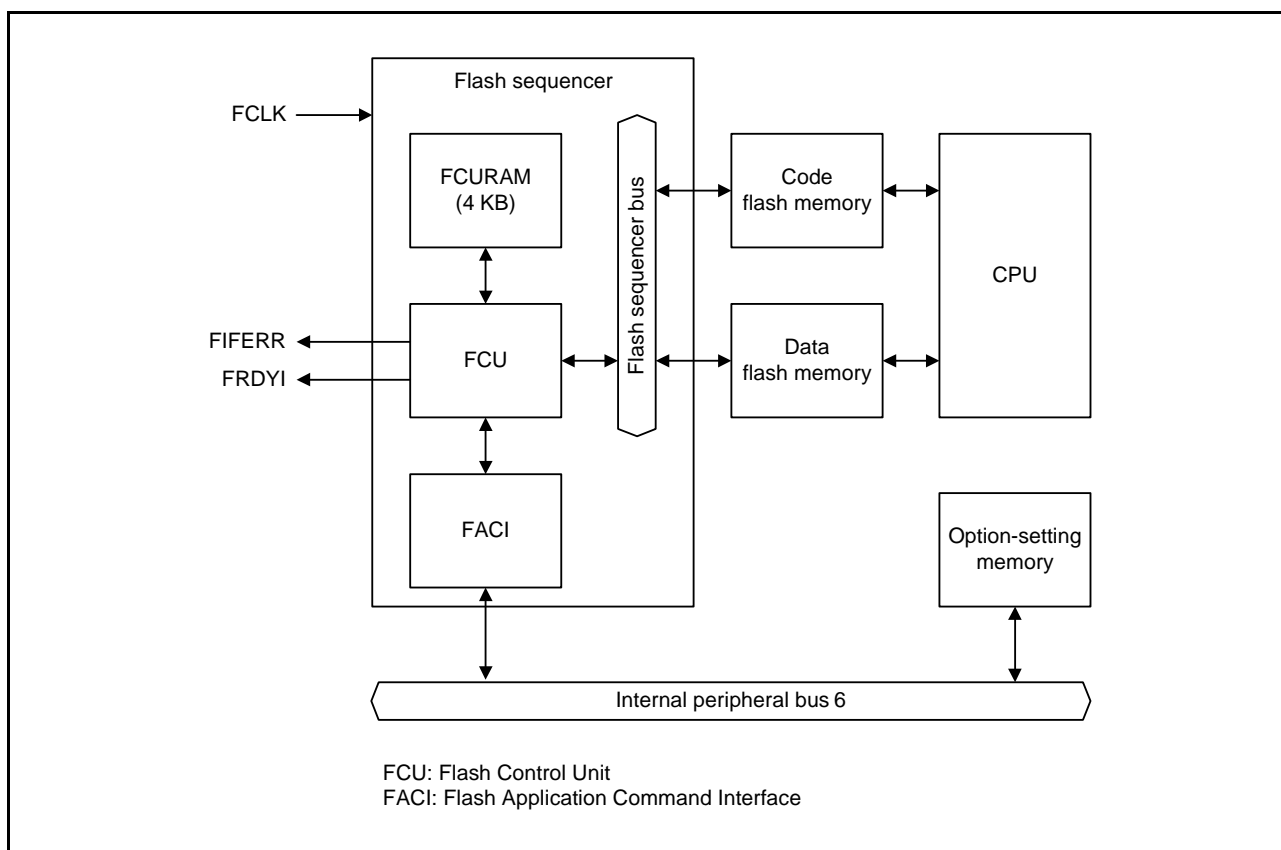 Flash sequencer
FCLK
FCURAM
(4 KB)
Flash sequencer bus
Code
flash memory
CPU
FIFERR
FRDYI
FCU
Data
flash memory
FACI
Option-setting
memory
Internal peripheral bus 6
FCU: Flash Control Unit
FACI: Flash Application Command Interface